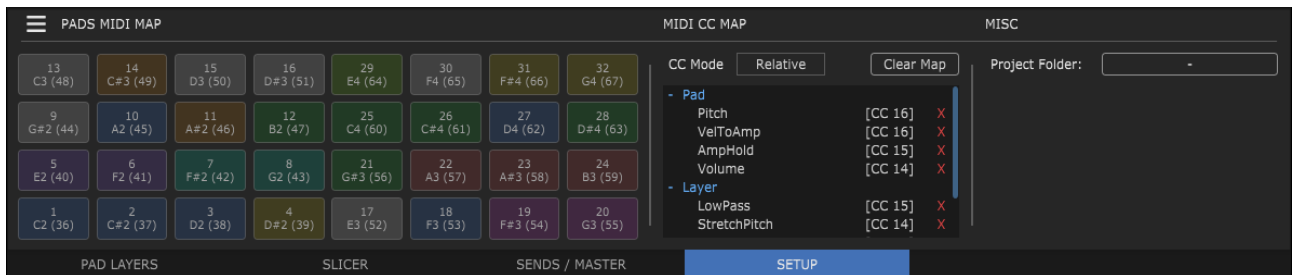 PADS MIDI MAP
13 14 15 16 29 30 31 32
C3 (48) C#3 (49) D3 (50) D#3 (51) E4 (64) F4 (65) F#4 (66) G4 (67)
9 10 11 12 25 26 27 28
G#2 (44) A2 (45) A#2 (46) B2 (47) C4 (60) C#4 (61) D4 (62) D#4 (63)
5 6 7 8 21 22 23 24
E2 (40) F2 (41) F#2 (42) G2 (43) G#3 (56) A3 (57) A#3 (58) B3 (59)
1 2 3 4 17 18 19 20
C2 (36) C#2 (37) D2 (38) D#2 (39) E3 (52) F3 (53) F#3 (54) G3 (55)
MIDI CC MAP
CC Mode Relative Clear Map
- Pad
Pitch [CC 16] X
VelToAmp [CC 16] X
AmpHold [CC 15] X
Volume [CC 14] X
- Layer
LowPass [CC 15] X
StretchPitch [CC 14] X
MISC
Project Folder: -
PAD LAYERS SLICER SENDS / MASTER SETUP